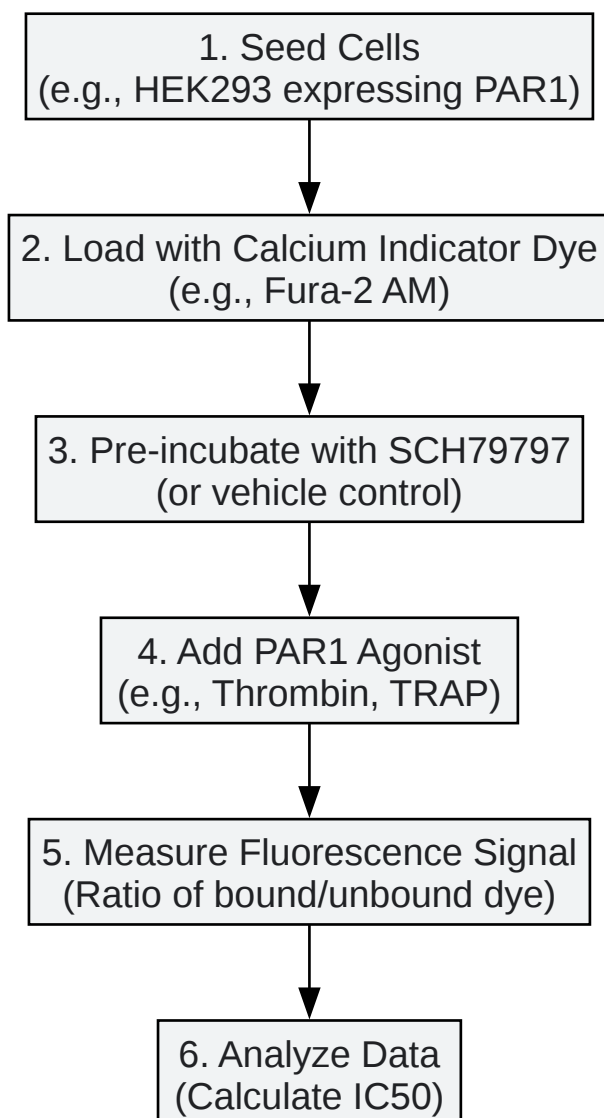 1. Seed Cells
(e.g., HEK293 expressing PAR1)
2. Load with Calcium Indicator Dye
(e.g., Fura-2 AM)
3. Pre-incubate with SCH79797
(or vehicle control)
4. Add PAR1 Agonist
(e.g., Thrombin, TRAP)
5. Measure Fluorescence Signal
(Ratio of bound/unbound dye)
6. Analyze Data
(Calculate IC50)